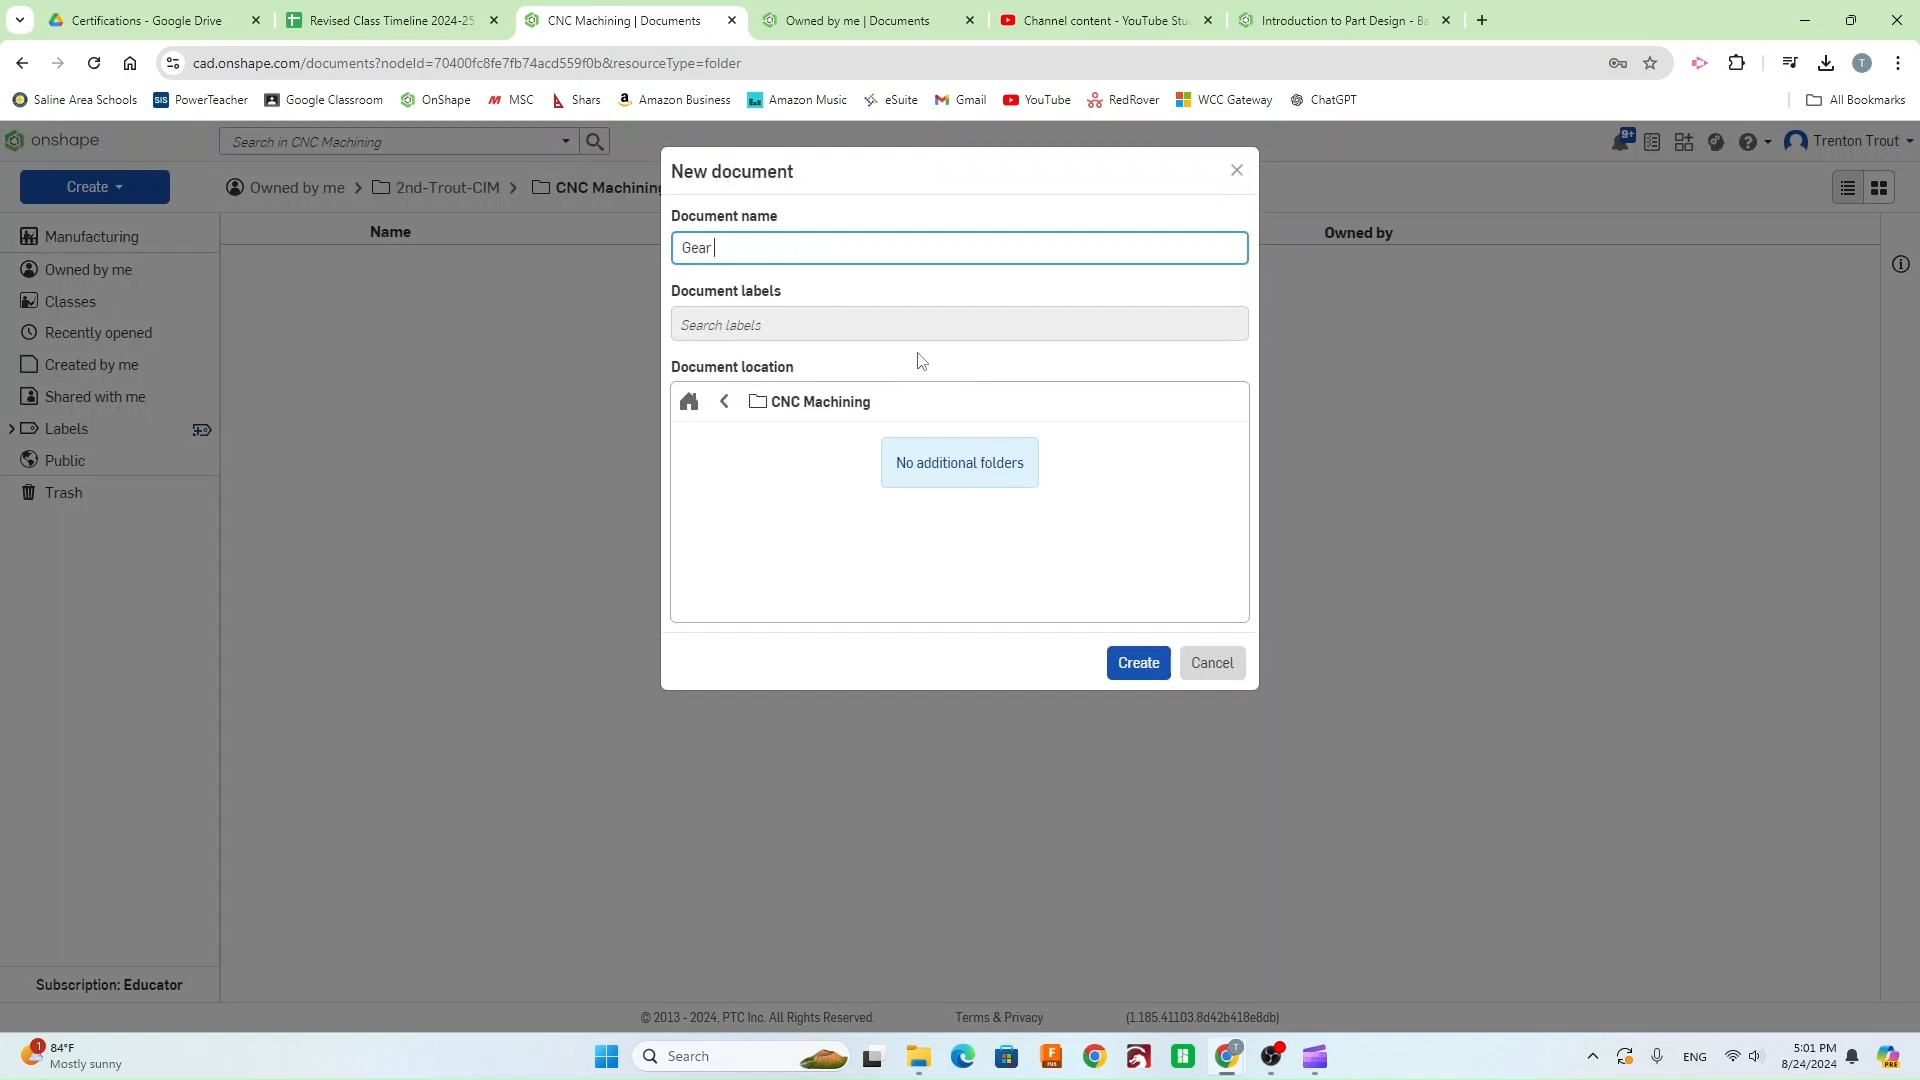 Certifications - Google Drive
Revised Class Timeline 2024-25
CNC Machining | Documents
Owned by me | Documents
Channel content - YouTube Stu
Introduction to Part Design - Ba
cad.onshape.com/documents?nodeId=70400fc8fe7fb74acd559f0b&resourceType=folder
T
Saline Area Schools
SIS PowerTeacher
Google Classroom
OnShape
MSC
Shars
Amazon Business
Amazon Music
eSuite
Gmail
YouTube
RedRover
WCC Gateway
ChatGPT
All Bookmarks
onshape
Search in CNC Machining
9+
Trenton Trout
Create
Owned by me
2nd-Trout-CIM
CNC Machining
Name
Owned by
Manufacturing
Owned by me
Classes
Recently opened
Created by me
Shared with me
Labels
Public
Trash
New document
Document name
Gear
Document labels
Search labels
Document location
CNC Machining
No additional folders
Create
Cancel
Subscription: Educator
© 2013 - 2024, PTC Inc. All Rights Reserved.
Terms & Privacy
(1.185.41103.8d42b418e8db)
1
84°F
Mostly sunny
Search
ENG
5:01 PM
8/24/2024
PRE